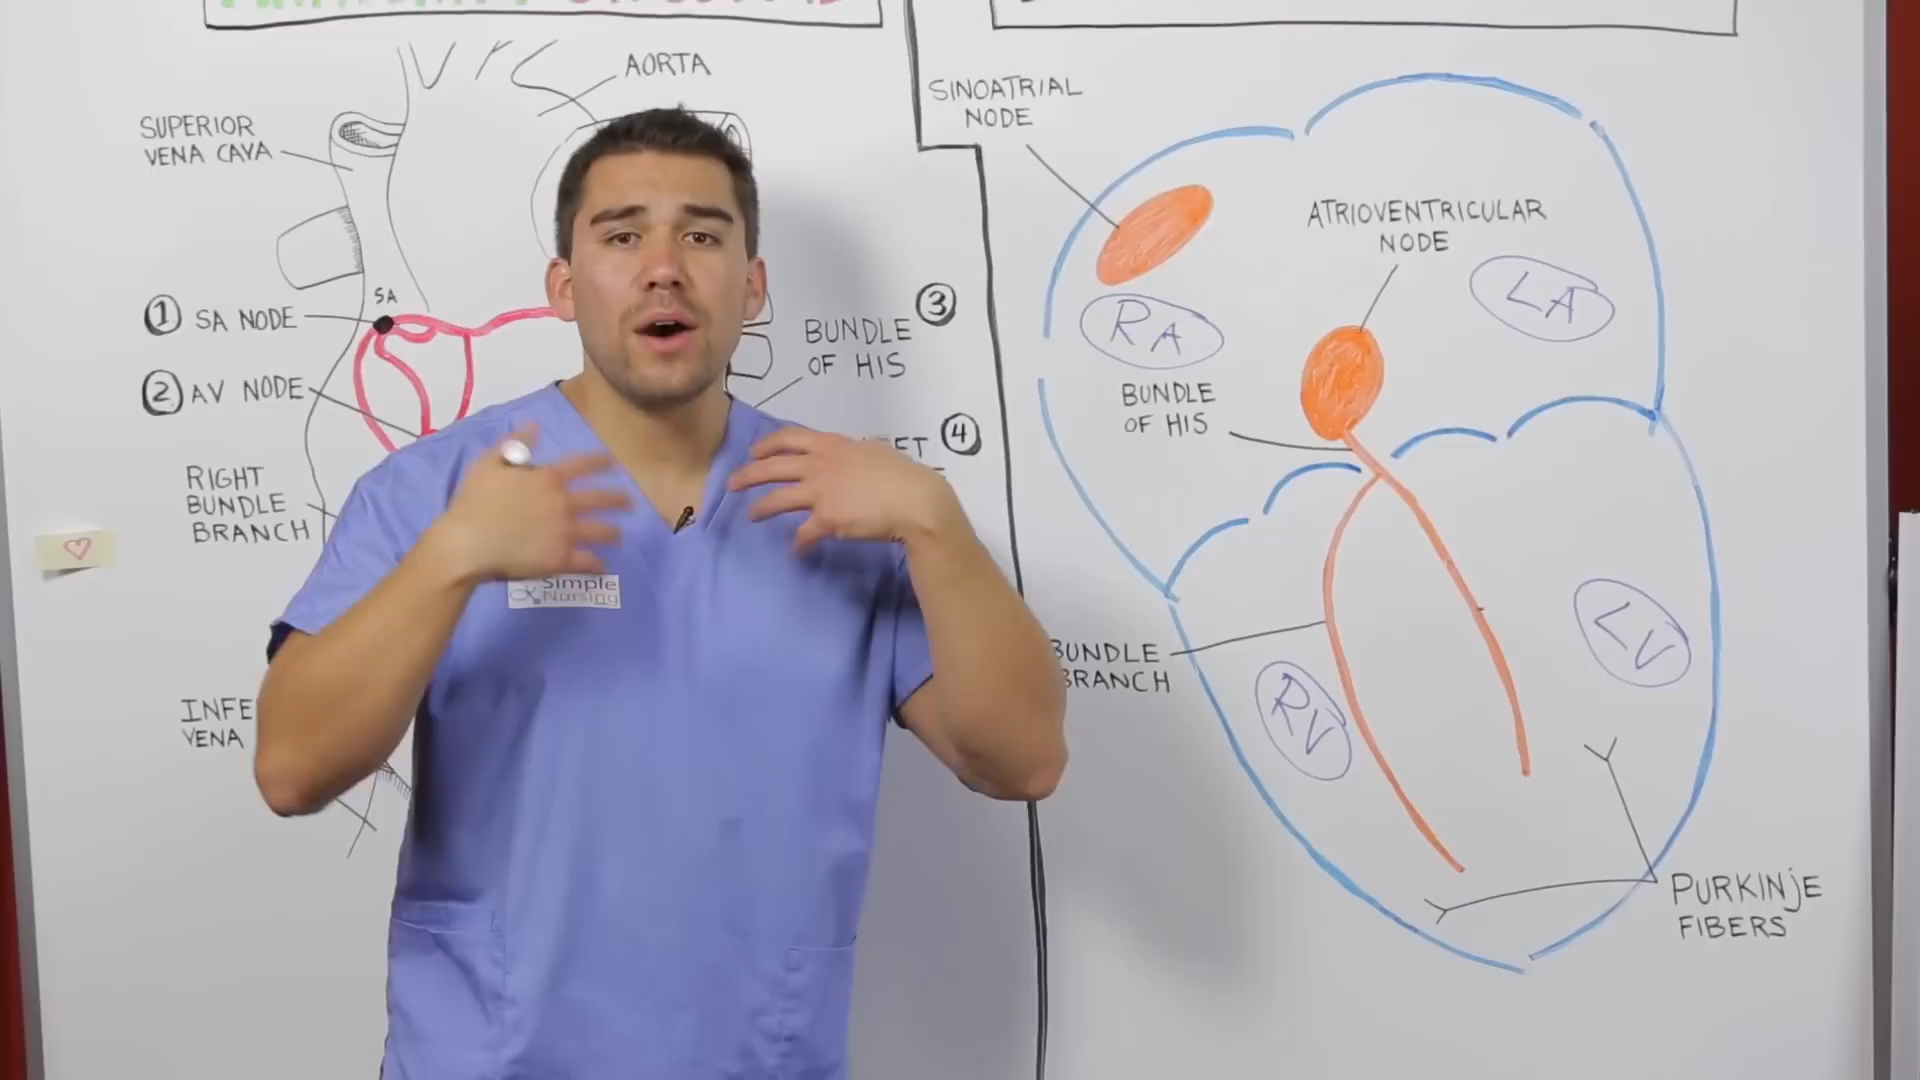 AORTA
SUPERIOR
VENA CAVA
SA
① SA NODE
② AV NODE
RIGHT
BUNDLE
BRANCH
VENA
③
BUNDLE
OF HIS
④
Simple
Nursing
SINOATRIAL
NODE
ATRIOVENTRICULAR
NODE
RA
LA
BUNDLE
OF HIS
BUNDLE
BRANCH
RV
LV
PURKINjE
FIBERS